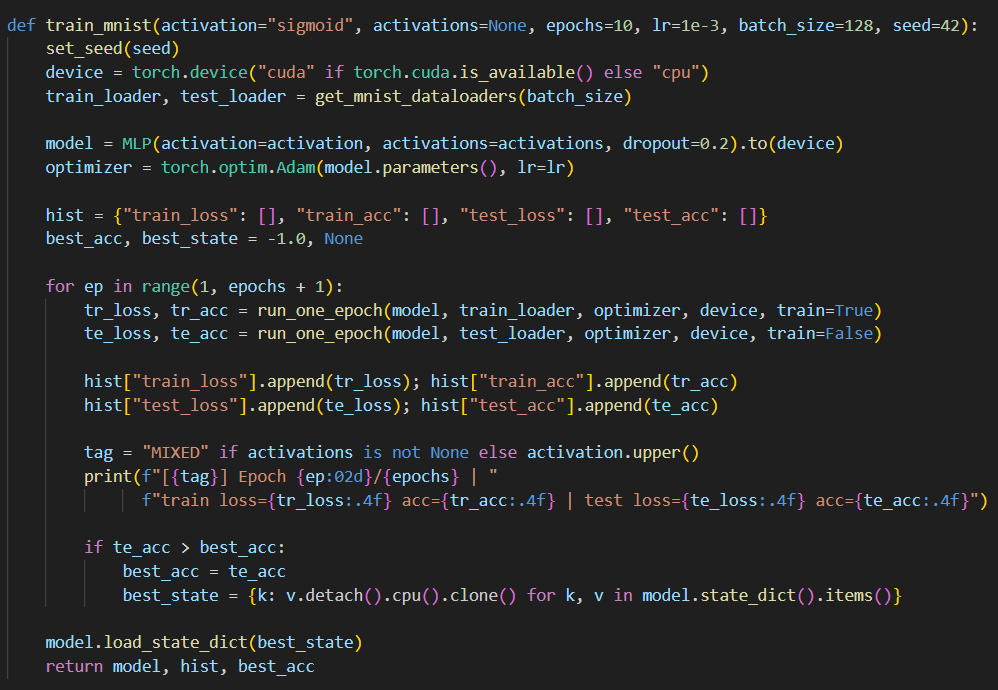 def train_mnist(activation="sigmoid", activations=None, epochs=10, lr=1e-3, batch_size=128, seed=42):
    set_seed(seed)
    device = torch.device("cuda" if torch.cuda.is_available() else "cpu")
    train_loader, test_loader = get_mnist_dataloaders(batch_size)

    model = MLP(activation=activation, activations=activations, dropout=0.2).to(device)
    optimizer = torch.optim.Adam(model.parameters(), lr=lr)

    hist = {"train_loss": [], "train_acc": [], "test_loss": [], "test_acc": []}
    best_acc, best_state = -1.0, None

    for ep in range(1, epochs + 1):
        tr_loss, tr_acc = run_one_epoch(model, train_loader, optimizer, device, train=True)
        te_loss, te_acc = run_one_epoch(model, test_loader, optimizer, device, train=False)

        hist["train_loss"].append(tr_loss); hist["train_acc"].append(tr_acc)
        hist["test_loss"].append(te_loss); hist["test_acc"].append(te_acc)

        tag = "MIXED" if activations is not None else activation.upper()
        print(f"[{tag}] Epoch {ep:02d}/{epochs} | "
              f"train loss={tr_loss:.4f} acc={tr_acc:.4f} | test loss={te_loss:.4f} acc={te_acc:.4f}")

        if te_acc > best_acc:
            best_acc = te_acc
            best_state = {k: v.detach().cpu().clone() for k, v in model.state_dict().items()}

    model.load_state_dict(best_state)
    return model, hist, best_acc